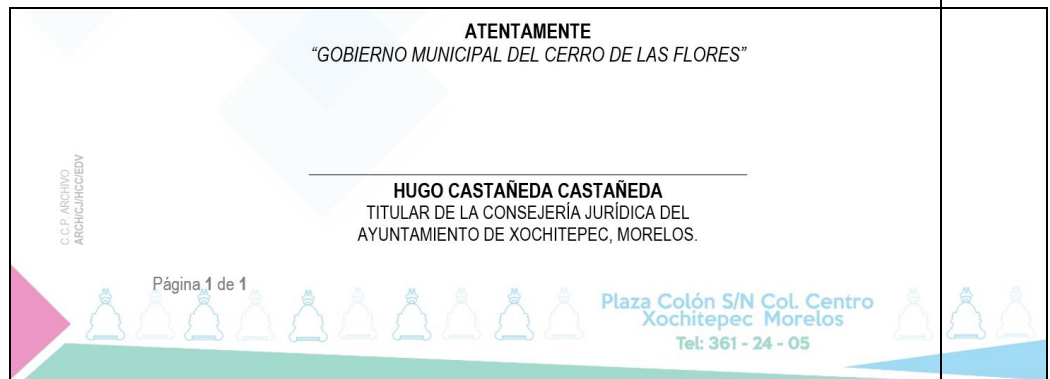 ATENTAMENTE
“GOBIERNO MUNICIPAL DEL CERRO DE LAS FLORES”
C.C.P. ARCHIVO
ARCH/CJ/HCC/EDV
HUGO CASTAÑEDA CASTAÑEDA
TITULAR DE LA CONSEJERÍA JURÍDICA DEL
AYUNTAMIENTO DE XOCHITEPEC, MORELOS.
Página 1 de 1
Plaza Colón S/N Col. Centro
Xochitepec Morelos
Tel: 361 - 24 - 05